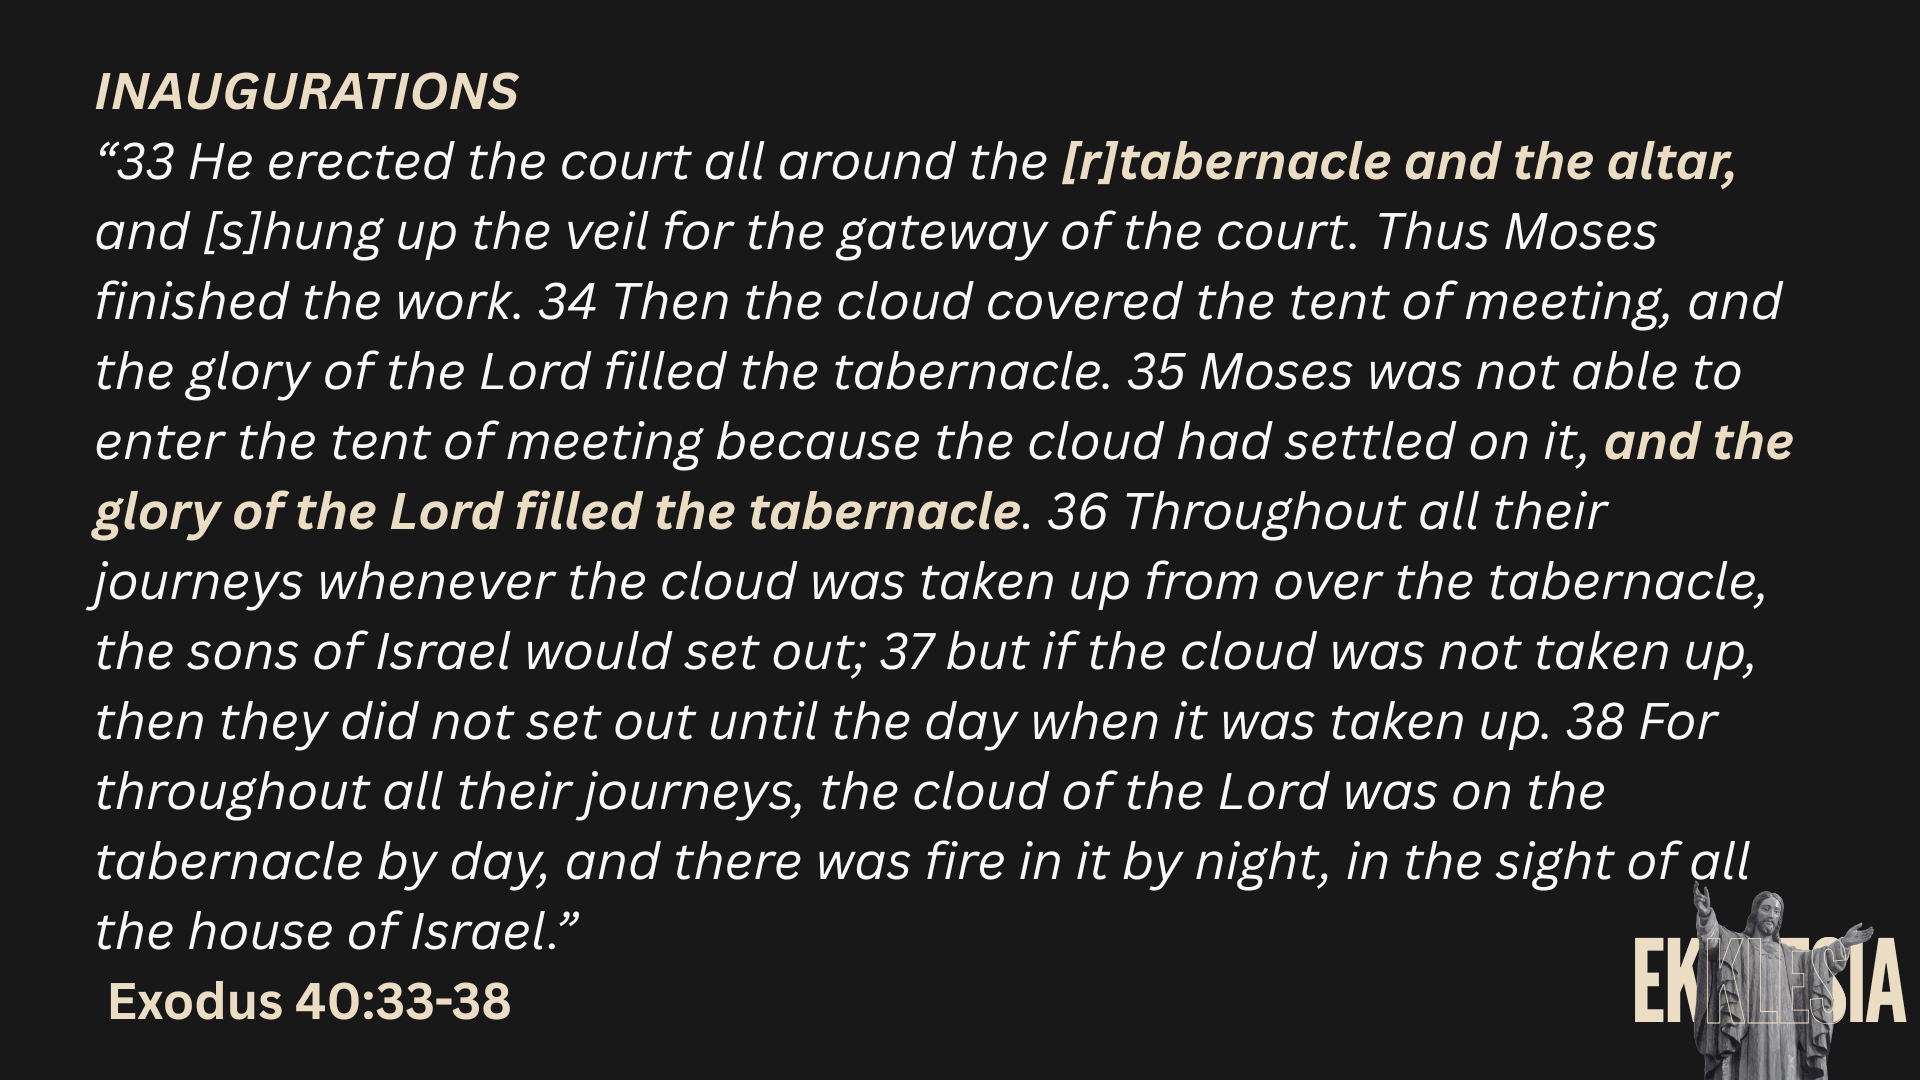 INAUGURATIONS
“33 He erected the court all around the [r]tabernacle and the altar,
and [s]hung up the veil for the gateway of the court. Thus Moses
finished the work. 34 Then the cloud covered the tent of meeting, and
the glory of the Lord filled the tabernacle. 35 Moses was not able to
enter the tent of meeting because the cloud had settled on it, and the
glory of the Lord filled the tabernacle. 36 Throughout all their
journeys whenever the cloud was taken up from over the tabernacle,
the sons of Israel would set out; 37 but if the cloud was not taken up,
then they did not set out until the day when it was taken up. 38 For
throughout all their journeys, the cloud of the Lord was on the
tabernacle by day, and there was fire in it by night, in the sight of all
the house of Israel.”
Exodus 40:33-38
EKKLESIA